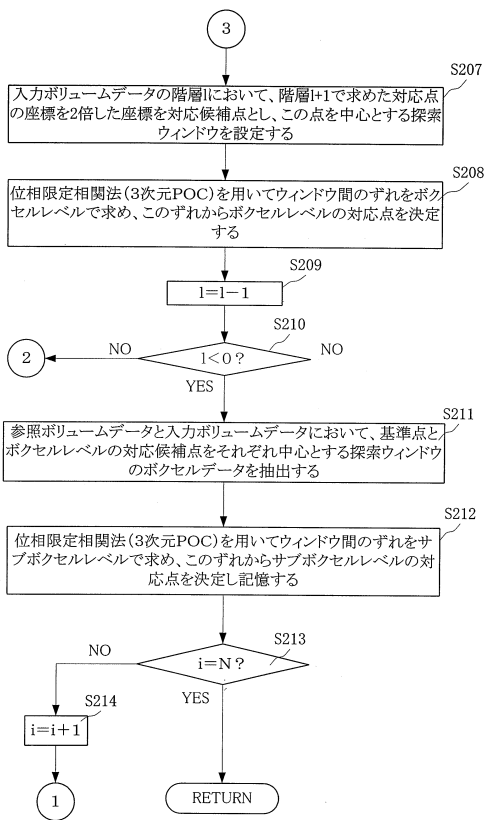 3
S207
入力ボリュームデータの階層lにおいて、階層l+1で求めた対応点
の座標を2倍した座標を対応候補点とし、この点を中心とする探索
ウィンドウを設定する
S208
位相限定相関法(3次元POC)を用いてウィンドウ間のずれをボク
セルレベルで求め、このずれからボクセルレベルの対応点を決定
する
S209
l=l-1
S210
l<0?
NO
NO
2
YES
S211
参照ボリュームデータと入力ボリュームデータにおいて、基準点と
ボクセルレベルの対応候補点をそれぞれ中心とする探索ウィンドウ
のボクセルデータを抽出する
S212
位相限定相関法(3次元POC)を用いてウィンドウ間のずれをサ
ブボクセルレベルで求め、このずれからサブボクセルレベルの対
応点を決定し記憶する
S213
i=N?
NO
YES
S214
i=i+1
1
RETURN